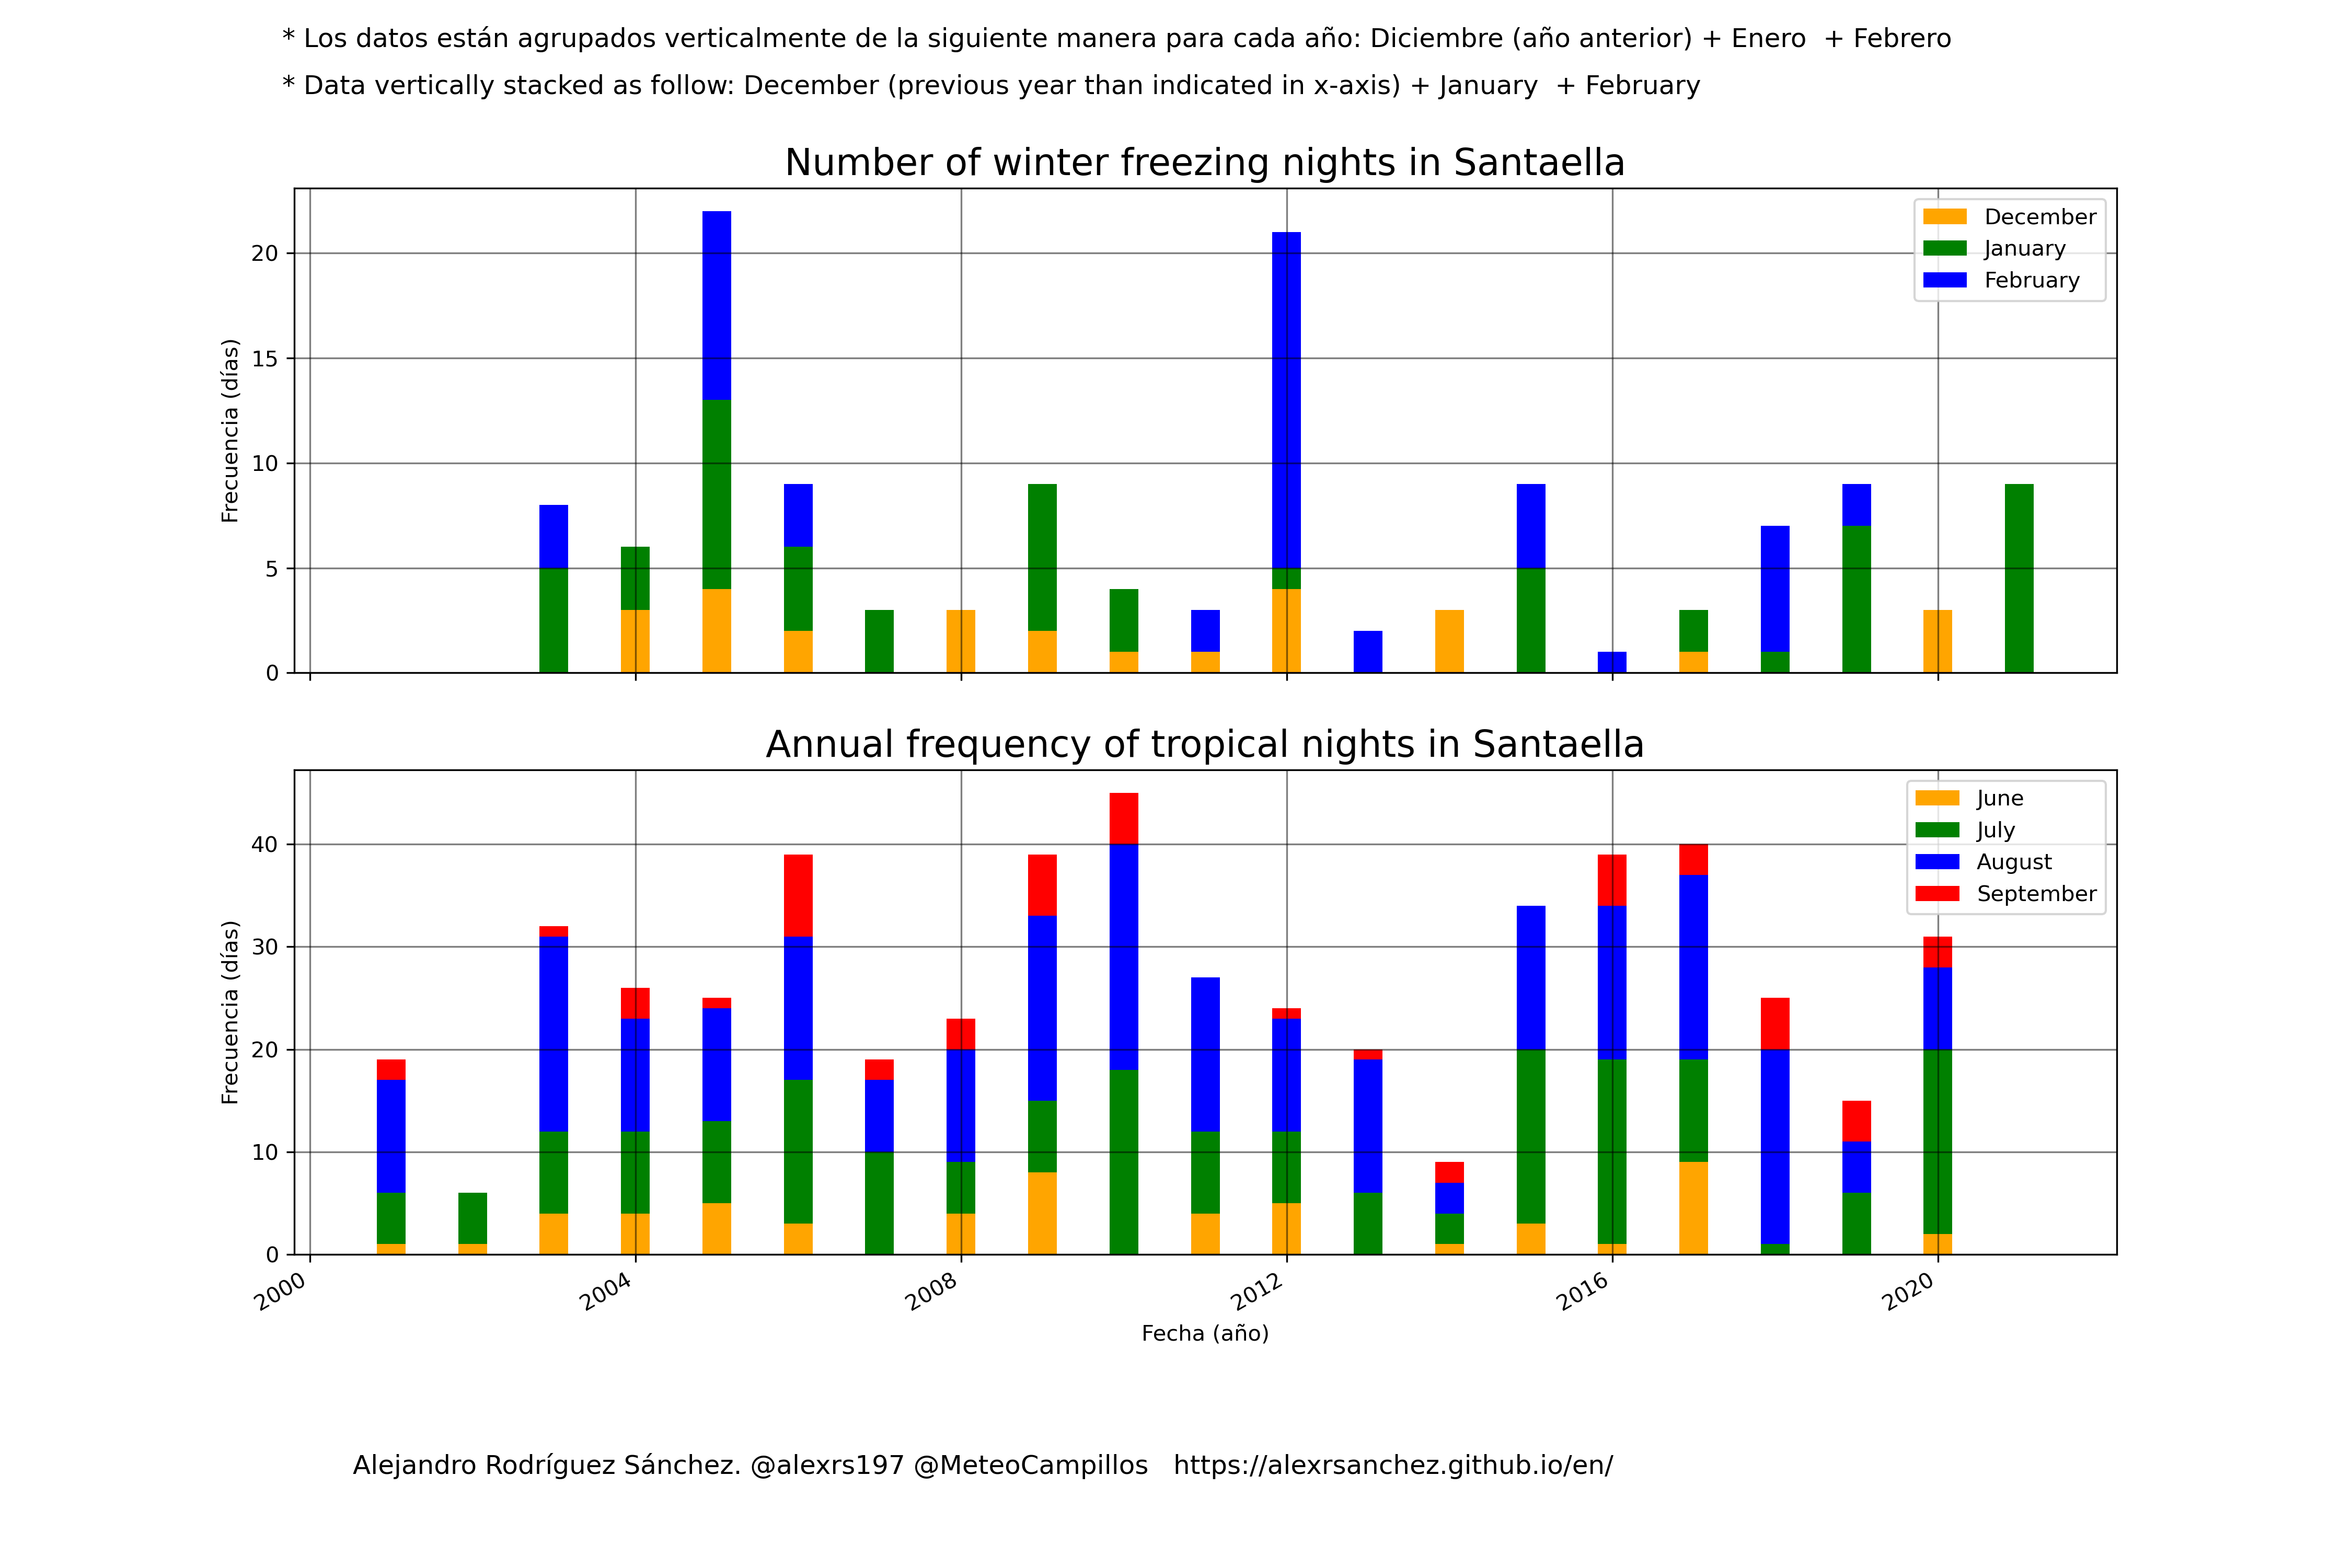 * Los datos están agrupados verticalmente de la siguiente manera para cada año: Diciembre (año anterior) + Enero  + Febrero
* Data vertically stacked as follow: December (previous year than indicated in x-axis) + January  + February
Number of winter freezing nights in Santaella
December
January
February
Frecuencia (días)
20
15
10
5
0
Annual frequency of tropical nights in Santaella
June
July
August
September
Frecuencia (días)
40
30
20
10
0
2000 2004 2008 2012 2016 2020
Fecha (año)
Alejandro Rodríguez Sánchez. @alexrs197 @MeteoCampillos   https://alexrsanchez.github.io/en/